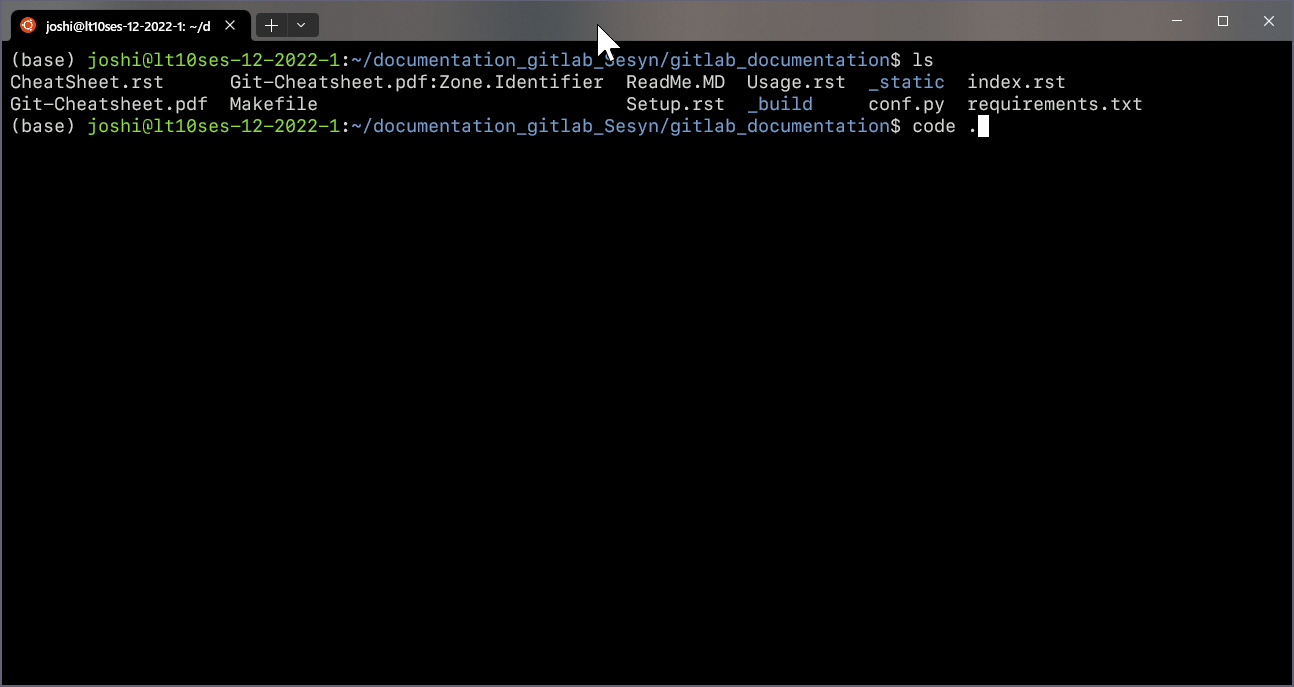 joshi@lt10ses-12-2022-1: ~/d
(base) joshi@lt10ses-12-2022-1:~/documentation_gitlab_Sesyn/gitlab_documentation$ ls
CheatSheet.rst      Git-Cheatsheet.pdf:Zone.Identifier  ReadMe.MD  Usage.rst  _static  index.rst
Git-Cheatsheet.pdf  Makefile                            Setup.rst  _build     conf.py  requirements.txt
(base) joshi@lt10ses-12-2022-1:~/documentation_gitlab_Sesyn/gitlab_documentation$ code .